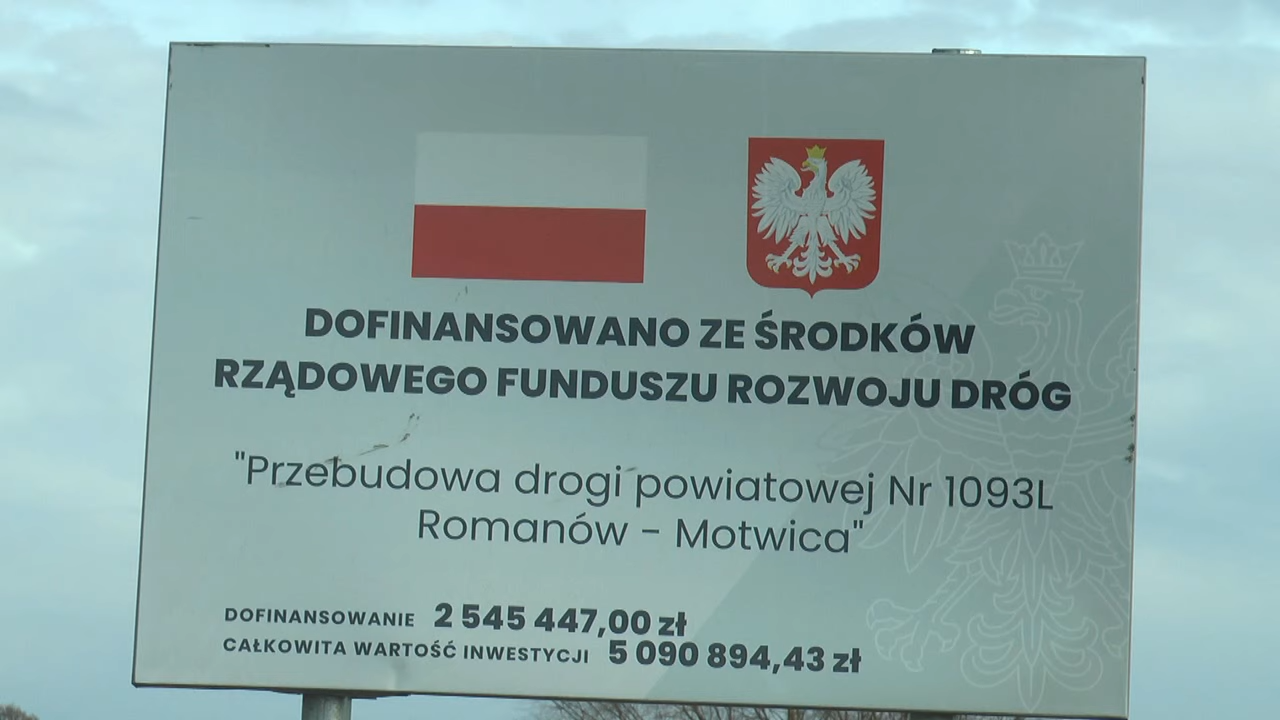 DOFINANSOWANO ZE ŚRODKÓW
RZĄDOWEGO FUNDUSZU ROZWOJU DRÓG
"Przebudowa drogi powiatowej Nr 1093L
Romanów - Motwica"
DOFINANSOWANIE 2 545 447,00 zł
CAŁKOWITA WARTOŚĆ INWESTYCJI 5 090 894,43 zł